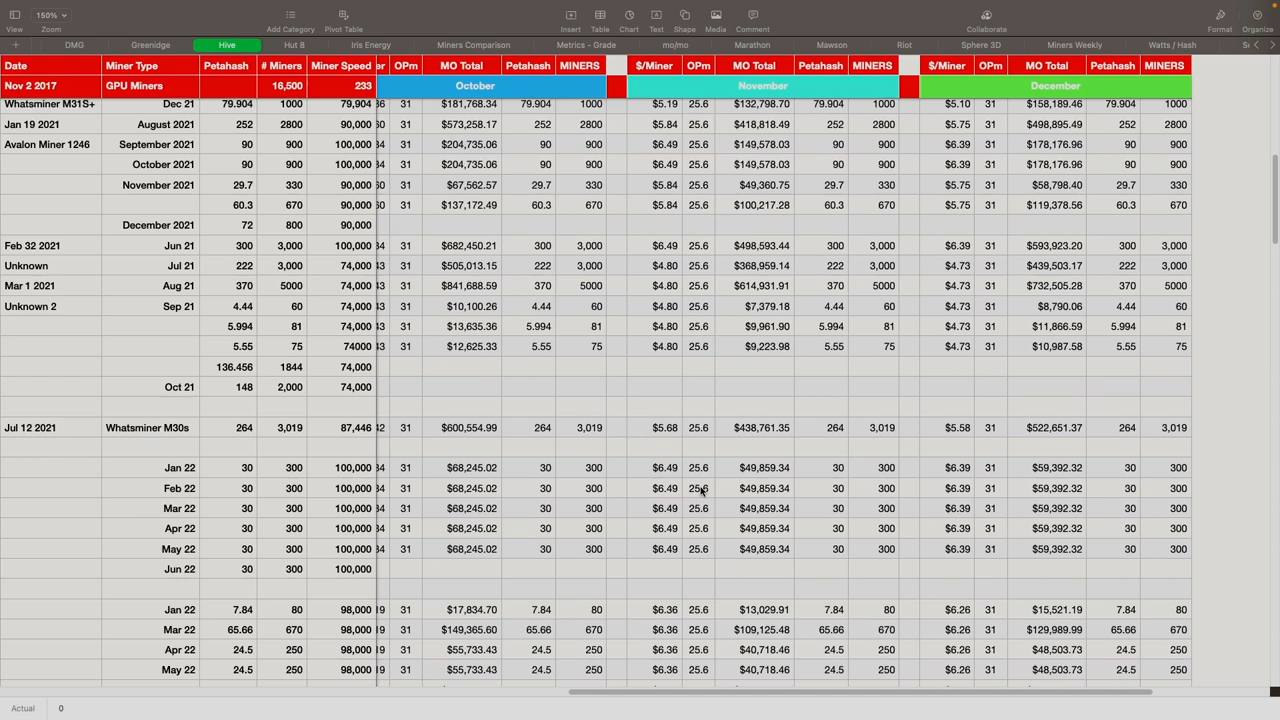 150%
View Zoom Add Category Pivot Table Insert Table Chart Text Shape Media Comment Collaborate Format Organize
+ DMG Greenidge Hive Hut 8 Iris Energy Miners Comparison Metrics - Grade mo/mo Marathon Mawson Riot Sphere 3D Miners Weekly Watts / Hash
Date Miner Type Petahash # Miners Miner Speed er OPm MO Total Petahash MINERS $/Miner OPm MO Total Petahash MINERS $/Miner OPm MO Total Petahash MINERS
Nov 2 2017 GPU Miners 16,500 233 October November December
Whatsminer M31S+ Dec 21 79.904 1000 79,904 36 31 $181,768.34 79.904 1000 $5.19 25.6 $132,798.70 79.904 1000 $5.10 31 $158,189.46 79.904 1000
Jan 19 2021 August 2021 252 2800 90,000 60 31 $573,258.17 252 2800 $5.84 25.6 $418,818.49 252 2800 $5.75 31 $498,895.49 252 2800
Avalon Miner 1246 September 2021 90 900 100,000 34 31 $204,735.06 90 900 $6.49 25.6 $149,578.03 90 900 $6.39 31 $178,176.96 90 900
October 2021 90 900 100,000 34 31 $204,735.06 90 900 $6.49 25.6 $149,578.03 90 900 $6.39 31 $178,176.96 90 900
November 2021 29.7 330 90,000 60 31 $67,562.57 29.7 330 $5.84 25.6 $49,360.75 29.7 330 $5.75 31 $58,798.40 29.7 330
60.3 670 90,000 60 31 $137,172.49 60.3 670 $5.84 25.6 $100,217.28 60.3 670 $5.75 31 $119,378.56 60.3 670
December 2021 72 800 90,000
Feb 32 2021 Jun 21 300 3,000 100,000 34 31 $682,450.21 300 3,000 $6.49 25.6 $498,593.44 300 3,000 $6.39 31 $593,923.20 300 3,000
Unknown Jul 21 222 3,000 74,000 43 31 $505,013.15 222 3,000 $4.80 25.6 $368,959.14 222 3,000 $4.73 31 $439,503.17 222 3,000
Mar 1 2021 Aug 21 370 5000 74,000 43 31 $841,688.59 370 5000 $4.80 25.6 $614,931.91 370 5000 $4.73 31 $732,505.28 370 5000
Unknown 2 Sep 21 4.44 60 74,000 43 31 $10,100.26 4.44 60 $4.80 25.6 $7,379.18 4.44 60 $4.73 31 $8,790.06 4.44 60
5.994 81 74,000 43 31 $13,635.36 5.994 81 $4.80 25.6 $9,961.90 5.994 81 $4.73 31 $11,866.59 5.994 81
5.55 75 74000 43 31 $12,625.33 5.55 75 $4.80 25.6 $9,223.98 5.55 75 $4.73 31 $10,987.58 5.55 75
136.456 1844 74,000
Oct 21 148 2,000 74,000
Jul 12 2021 Whatsminer M30s 264 3,019 87,446 42 31 $600,554.99 264 3,019 $5.68 25.6 $438,761.35 264 3,019 $5.58 31 $522,651.37 264 3,019
Jan 22 30 300 100,000 34 31 $68,245.02 30 300 $6.49 25.6 $49,859.34 30 300 $6.39 31 $59,392.32 30 300
Feb 22 30 300 100,000 34 31 $68,245.02 30 300 $6.49 25.6 $49,859.34 30 300 $6.39 31 $59,392.32 30 300
Mar 22 30 300 100,000 34 31 $68,245.02 30 300 $6.49 25.6 $49,859.34 30 300 $6.39 31 $59,392.32 30 300
Apr 22 30 300 100,000 34 31 $68,245.02 30 300 $6.49 25.6 $49,859.34 30 300 $6.39 31 $59,392.32 30 300
May 22 30 300 100,000 34 31 $68,245.02 30 300 $6.49 25.6 $49,859.34 30 300 $6.39 31 $59,392.32 30 300
Jun 22 30 300 100,000
Jan 22 7.84 80 98,000 19 31 $17,834.70 7.84 80 $6.36 25.6 $13,029.91 7.84 80 $6.26 31 $15,521.19 7.84 80
Mar 22 65.66 670 98,000 19 31 $149,365.60 65.66 670 $6.36 25.6 $109,125.48 65.66 670 $6.26 31 $129,989.99 65.66 670
Apr 22 24.5 250 98,000 19 31 $55,733.43 24.5 250 $6.36 25.6 $40,718.46 24.5 250 $6.26 31 $48,503.73 24.5 250
May 22 24.5 250 98,000 19 31 $55,733.43 24.5 250 $6.36 25.6 $40,718.46 24.5 250 $6.26 31 $48,503.73 24.5 250
Actual 0